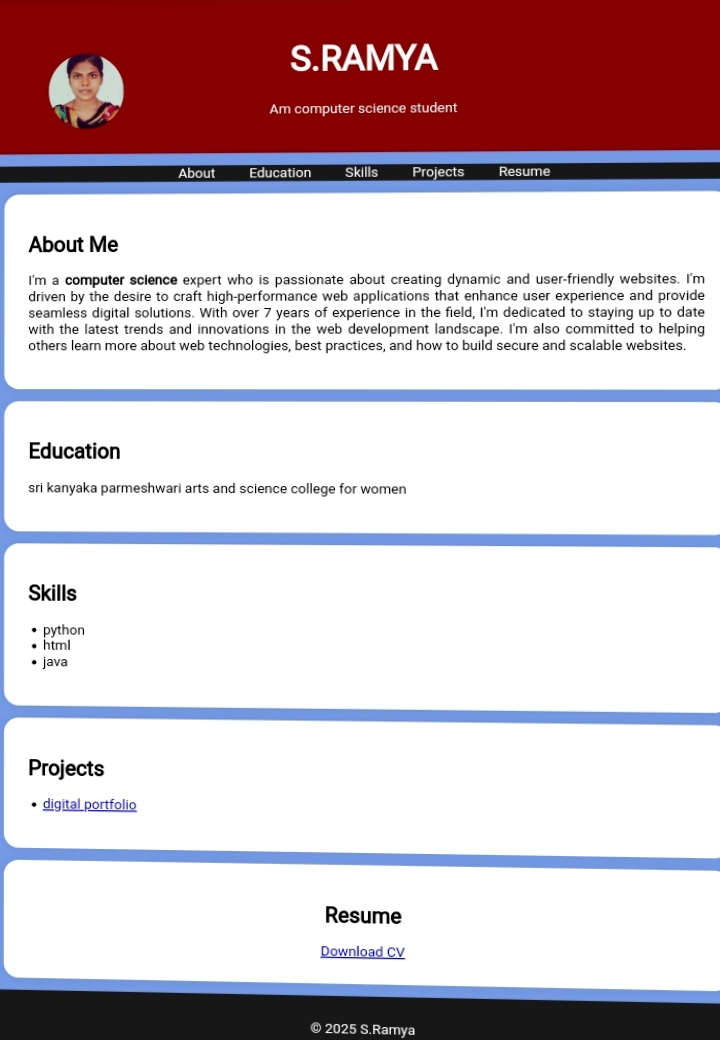 S.RAMYA
Am computer science student
About Education Skills Projects Resume
About Me
I'm a computer science expert who is passionate about creating dynamic and user-friendly websites. I'm
driven by the desire to craft high-performance web applications that enhance user experience and provide
seamless digital solutions. With over 7 years of experience in the field, I'm dedicated to staying up to date
with the latest trends and innovations in the web development landscape. I'm also committed to helping
others learn more about web technologies, best practices, and how to build secure and scalable websites.
Education
sri kanyaka parmeshwari arts and science college for women
Skills
• python
• html
• java
Projects
• digital portfolio
Resume
Download CV
© 2025 S.Ramya